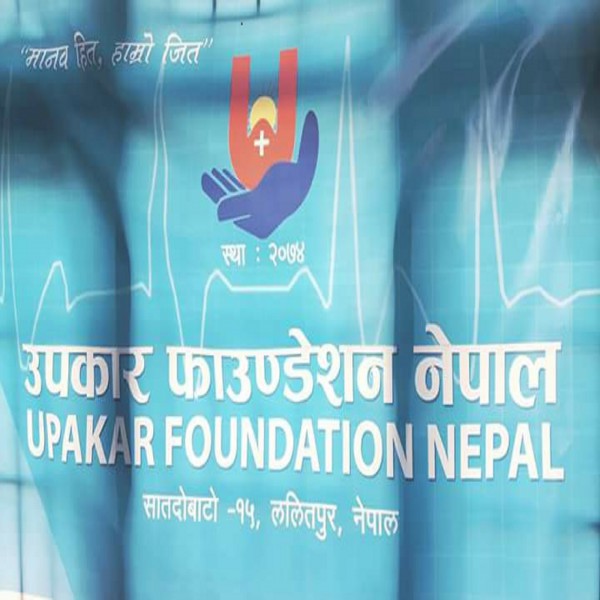 "मानव हित, हाम्रो जित"
U
स्था : २०७४
उपकार फाउण्डेशन नेपाल
UPAKAR FOUNDATION NEPAL
सातदोबाटो -१५, ललितपुर, नेपाल